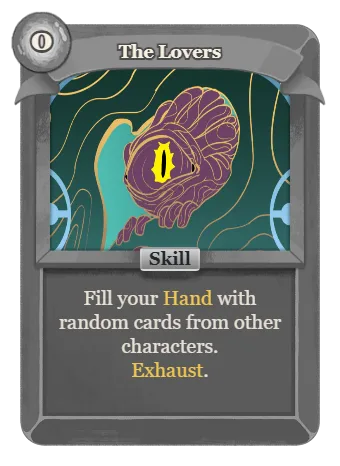 0
The Lovers
Skill
Fill your Hand with
random cards from other
characters.
Exhaust.